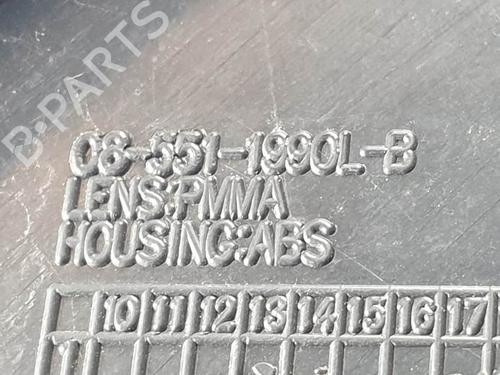 B-PARTS
08-551-1990L-B
LENS:PMMA
HOUSING:ABS
10 11 12 13 14 15 16 17